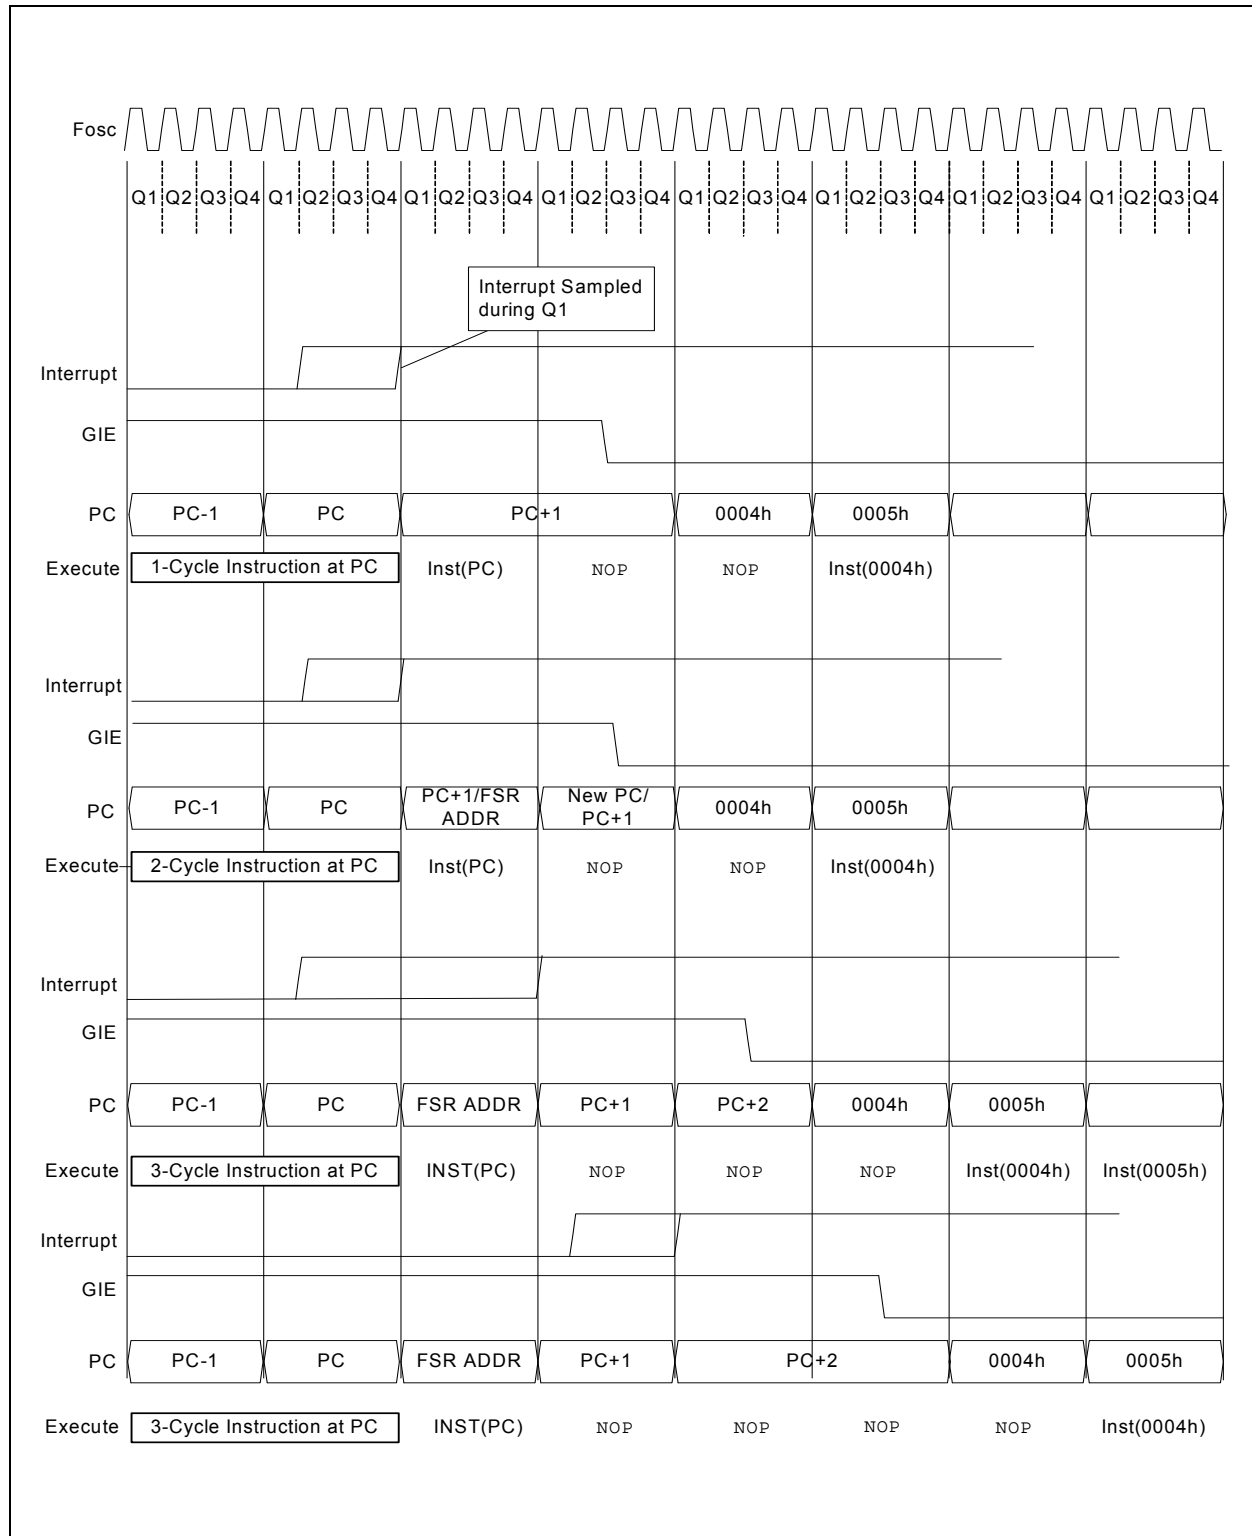 Fosc
Q1 Q2 Q3 Q4 Q1 Q2 Q3 Q4 Q1 Q2 Q3 Q4 Q1 Q2 Q3 Q4 Q1 Q2 Q3 Q4 Q1 Q2 Q3 Q4 Q1 Q2 Q3 Q4 Q1 Q2 Q3 Q4
Interrupt Sampled
during Q1
Interrupt
GIE
PC PC-1 PC PC+1 0004h 0005h
Execute 1-Cycle Instruction at PC Inst(PC) NOP NOP Inst(0004h)
Interrupt
GIE
PC PC-1 PC PC+1/FSR ADDR New PC/ PC+1 0004h 0005h
Execute 2-Cycle Instruction at PC Inst(PC) NOP NOP Inst(0004h)
Interrupt
GIE
PC PC-1 PC FSR ADDR PC+1 PC+2 0004h 0005h
Execute 3-Cycle Instruction at PC INST(PC) NOP NOP NOP Inst(0004h) Inst(0005h)
Interrupt
GIE
PC PC-1 PC FSR ADDR PC+1 PC+2 0004h 0005h
Execute 3-Cycle Instruction at PC INST(PC) NOP NOP NOP NOP Inst(0004h)